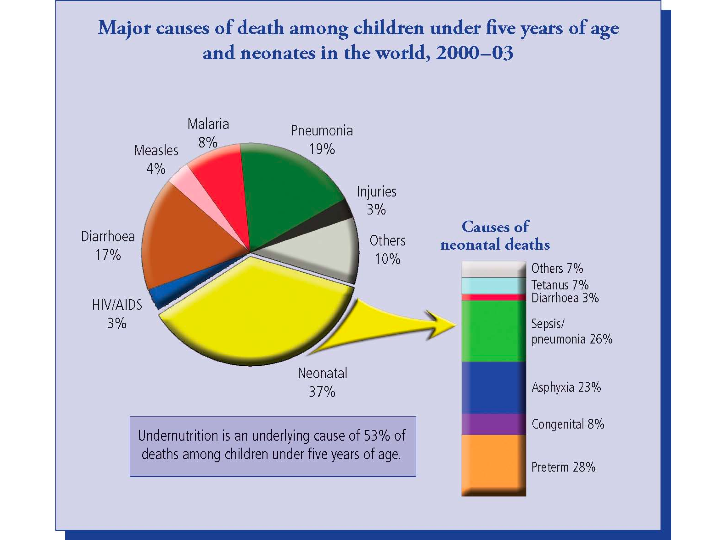 Major causes of death among children under five years of age
and neonates in the world, 2000–03
Malaria
8%
Pneumonia
19%
Measles
4%
Injuries
3%
Diarrhoea
17%
Others
10%
HIV/AIDS
3%
Neonatal
37%
Causes of
neonatal deaths
Others 7%
Tetanus 7%
Diarrhoea 3%
Sepsis/
pneumonia 26%
Asphyxia 23%
Congenital 8%
Preterm 28%
Undernutrition is an underlying cause of 53% of
deaths among children under five years of age.